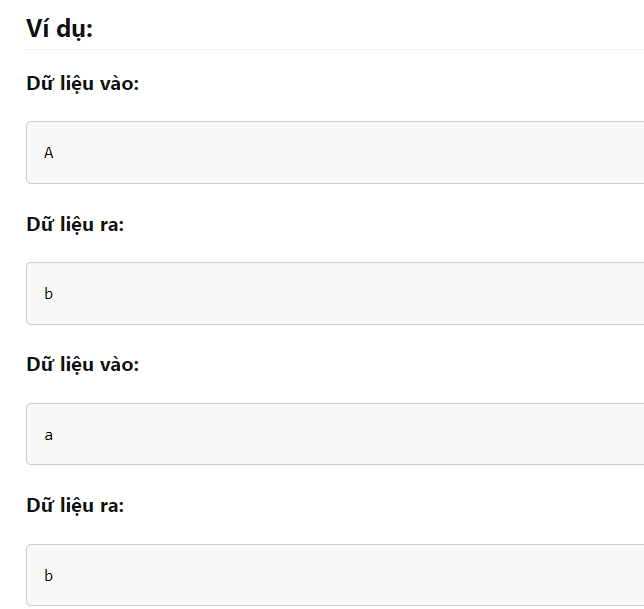 Ví dụ:
Dữ liệu vào:
A
Dữ liệu ra:
b
Dữ liệu vào:
a
Dữ liệu ra:
b